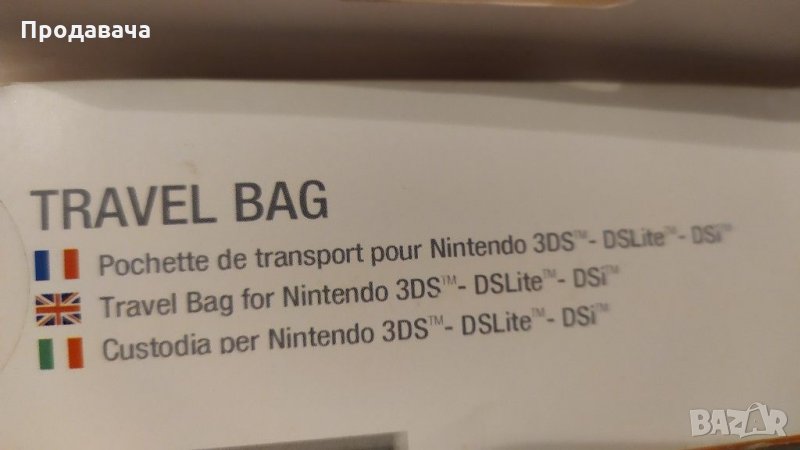 Продавача
TRAVEL BAG
Pochette de transport pour Nintendo 3DS™- DSLite™- DSi™
Travel Bag for Nintendo 3DS™- DSLite™- DSi™
Custodia per Nintendo 3DS™- DSLite™- DSi™
BAZAR